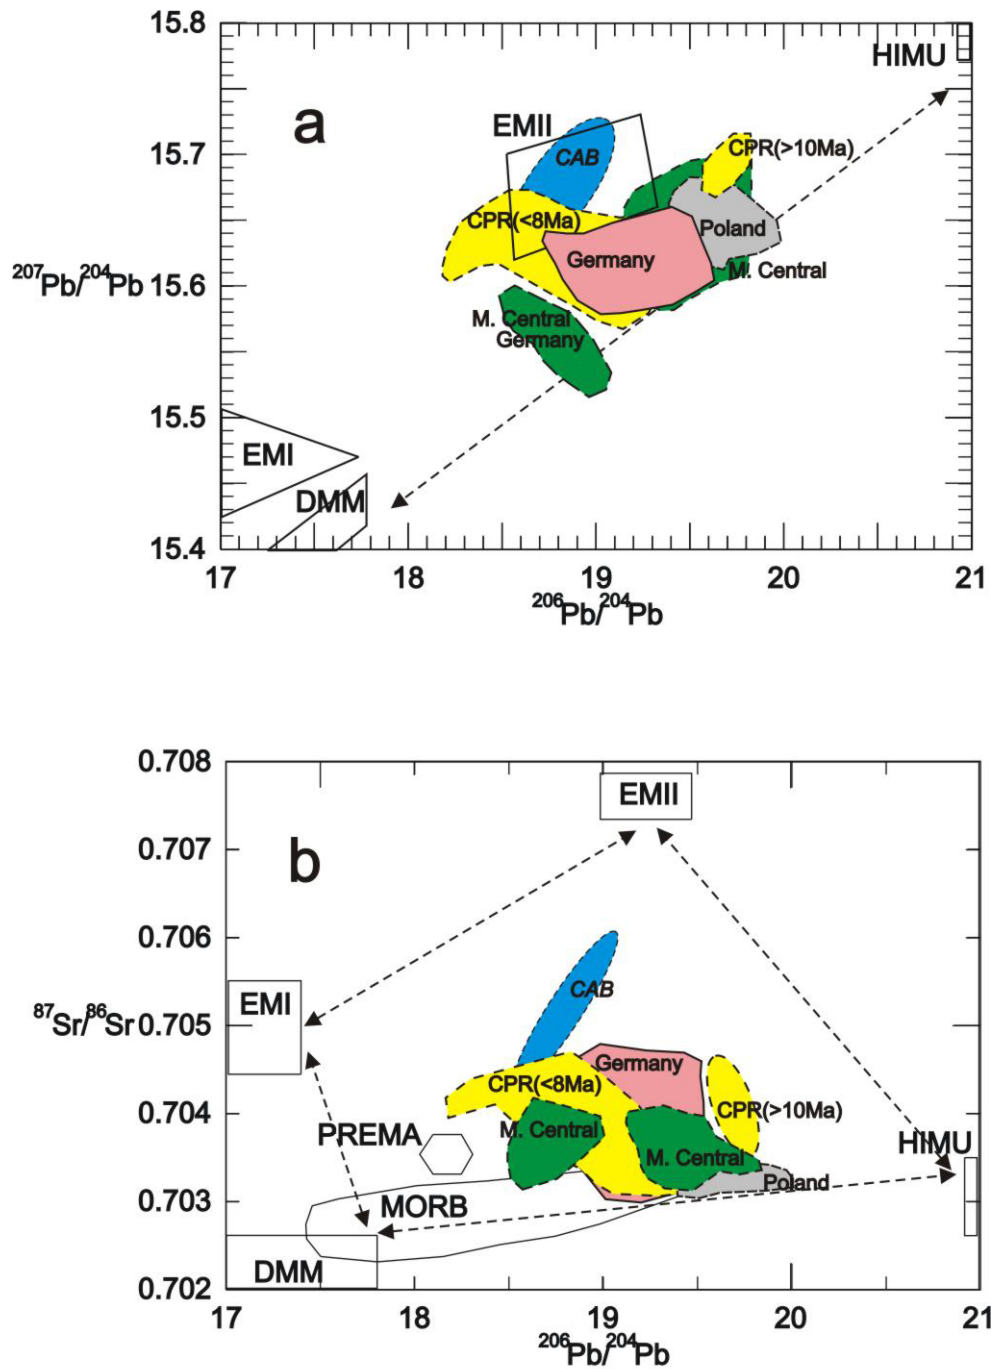 15.8
HIMU
a
EMII
CAB
CPR(>10Ma)
15.7
CPR(<8Ma)
Poland
Germany
M. Central
207Pb/204Pb 15.6
M. Central
Germany
15.5
EMI
DMM
15.4
17 18 19 20 21
206Pb/204Pb
0.708
EMII
0.707
b
0.706
CAB
EMI
87Sr/86Sr 0.705
Germany
CPR(<8Ma)
0.704
CPR(>10Ma)
PREMA
M. Central
HIMU
M. Central
Poland
0.703
MORB
DMM
0.702
17 18 19 20 21
206Pb/204Pb